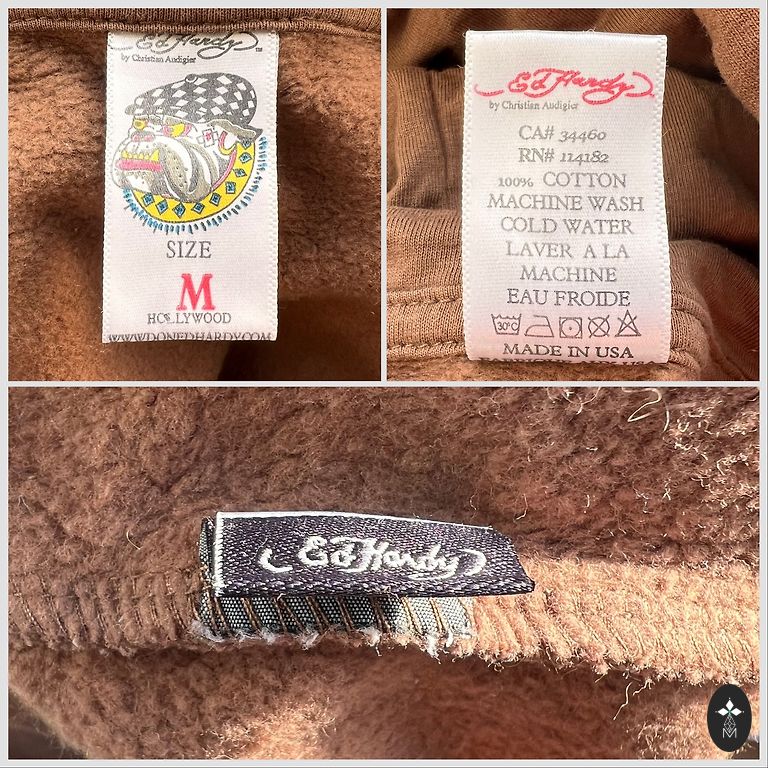 Ed Hardy™
by Christian Audigier
SIZE
M
HOLLYWOOD
WWW.DONEDHARDY.COM
Ed Hardy
by Christian Audigier
CA# 34460
RN# 114182
100% COTTON
MACHINE WASH
COLD WATER
LAVER A LA
MACHINE
EAU FROIDE
30°C
MADE IN USA
Ed Hardy
M